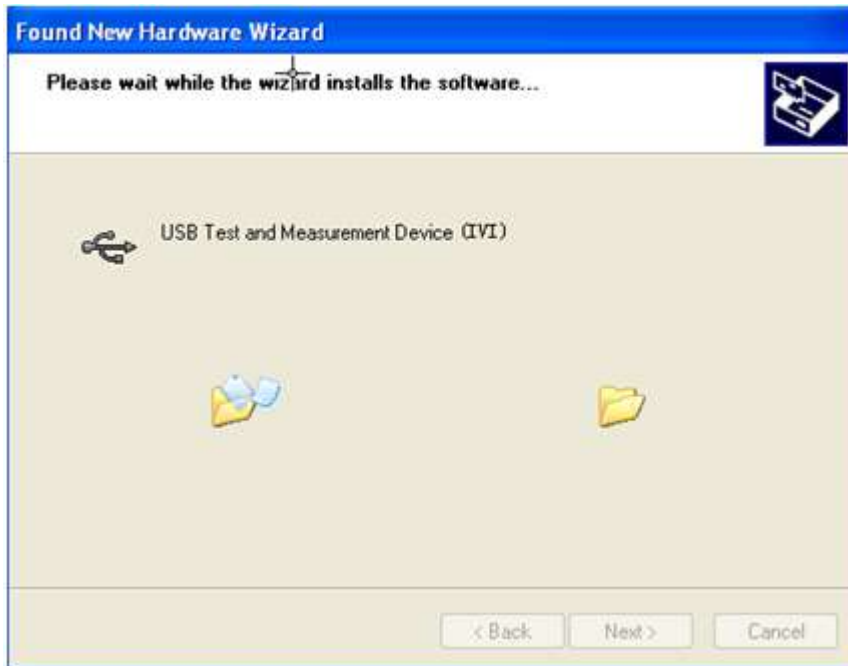 Found New Hardware Wizard
Please wait while the wizard installs the software...
USB Test and Measurement Device (IVI)
< Back
Next >
Cancel